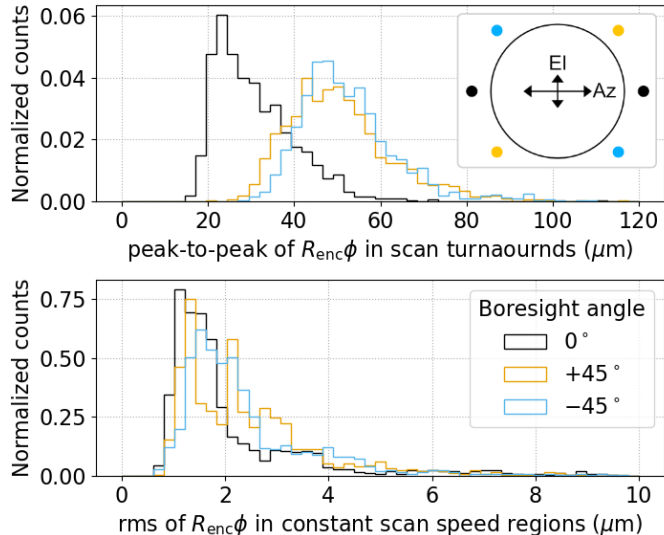 Normalized counts
0.06
0.04
0.02
0.00
El
Az
0 20 40 60 80 100 120
peak-to-peak of R_enc ϕ in scan turnaournds (μm)
Normalized counts
0.75
0.50
0.25
0.00
Boresight angle
0°
+45°
−45°
0 2 4 6 8 10
rms of R_enc ϕ in constant scan speed regions (μm)